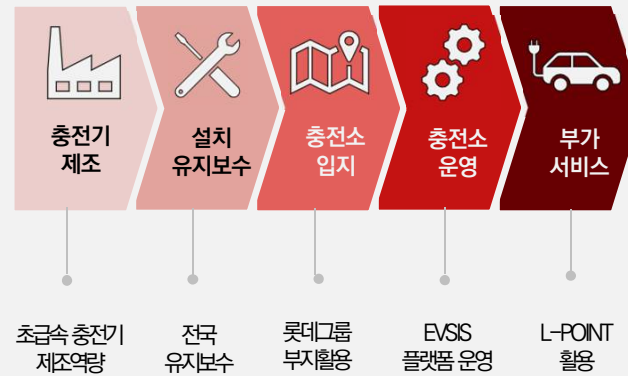 충전기
제조
설치
유지보수
충전소
입지
충전소
운영
부가
서비스
초급속 충전기
제조역량
전국
유지보수
롯데그룹
부지활용
EVSIS
플랫폼 운영
L-POINT
활용